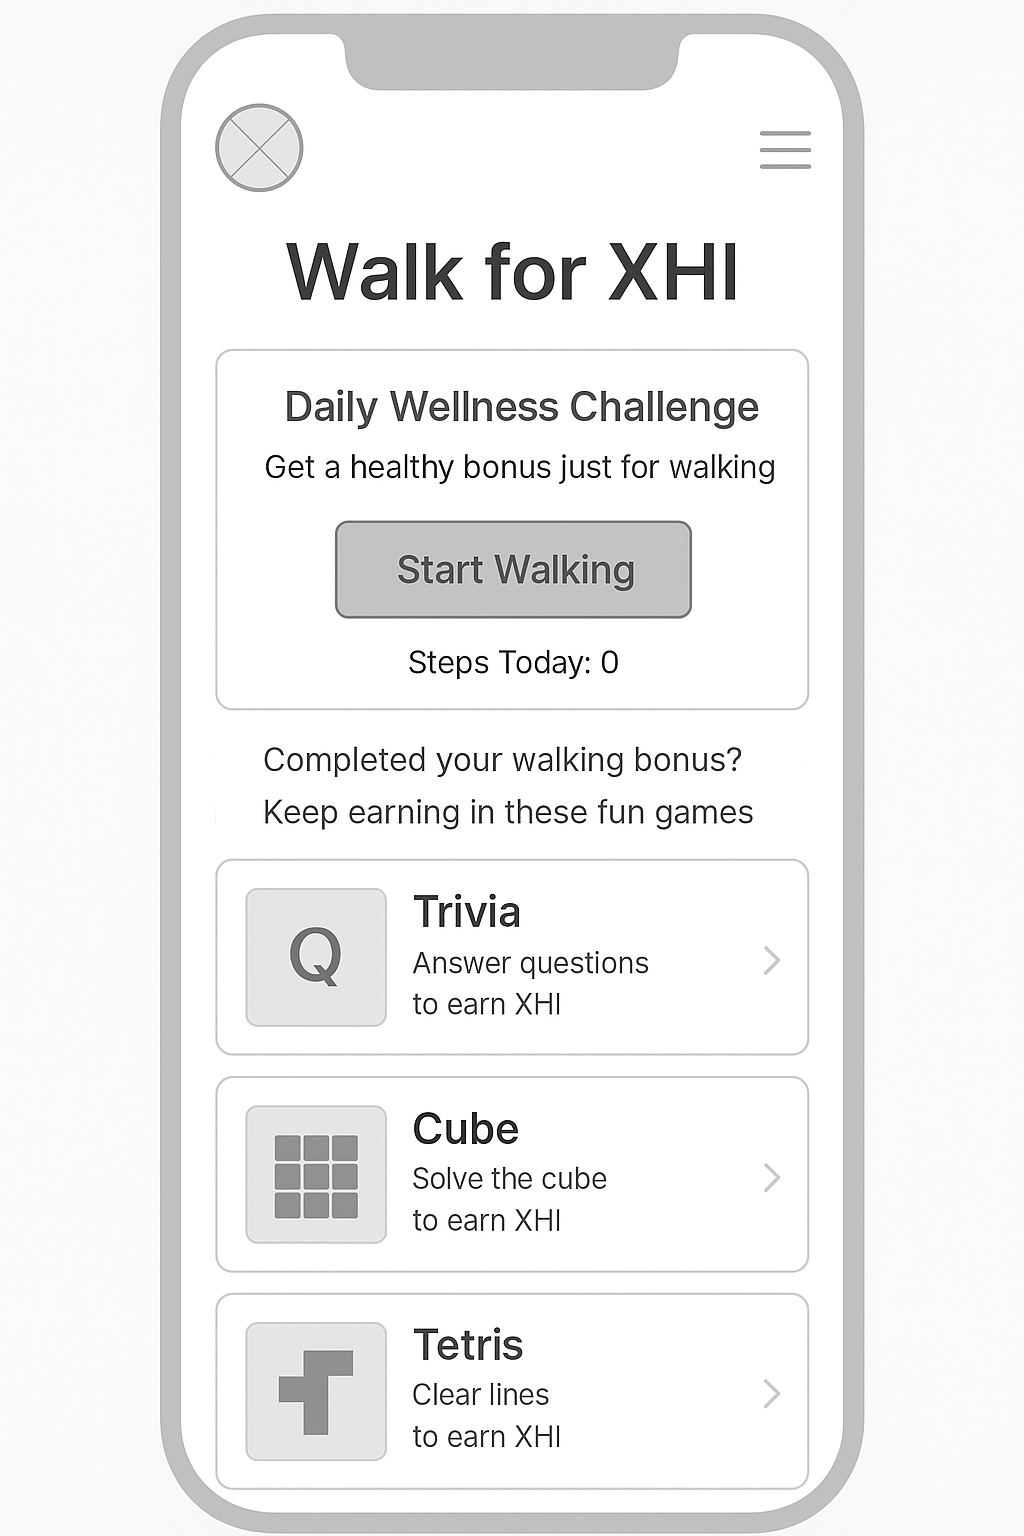 Walk for XHI
Daily Wellness Challenge
Get a healthy bonus just for walking
Start Walking
Steps Today: 0
Completed your walking bonus?
Keep earning in these fun games
Q
Trivia
Answer questions
to earn XHI
Cube
Solve the cube
to earn XHI
Tetris
Clear lines
to earn XHI